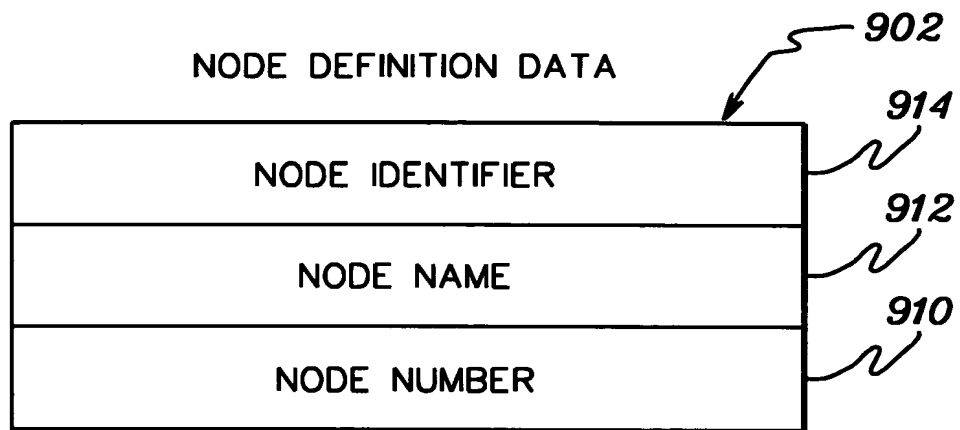 902
NODE DEFINITION DATA
914
NODE IDENTIFIER
912
NODE NAME
910
NODE NUMBER